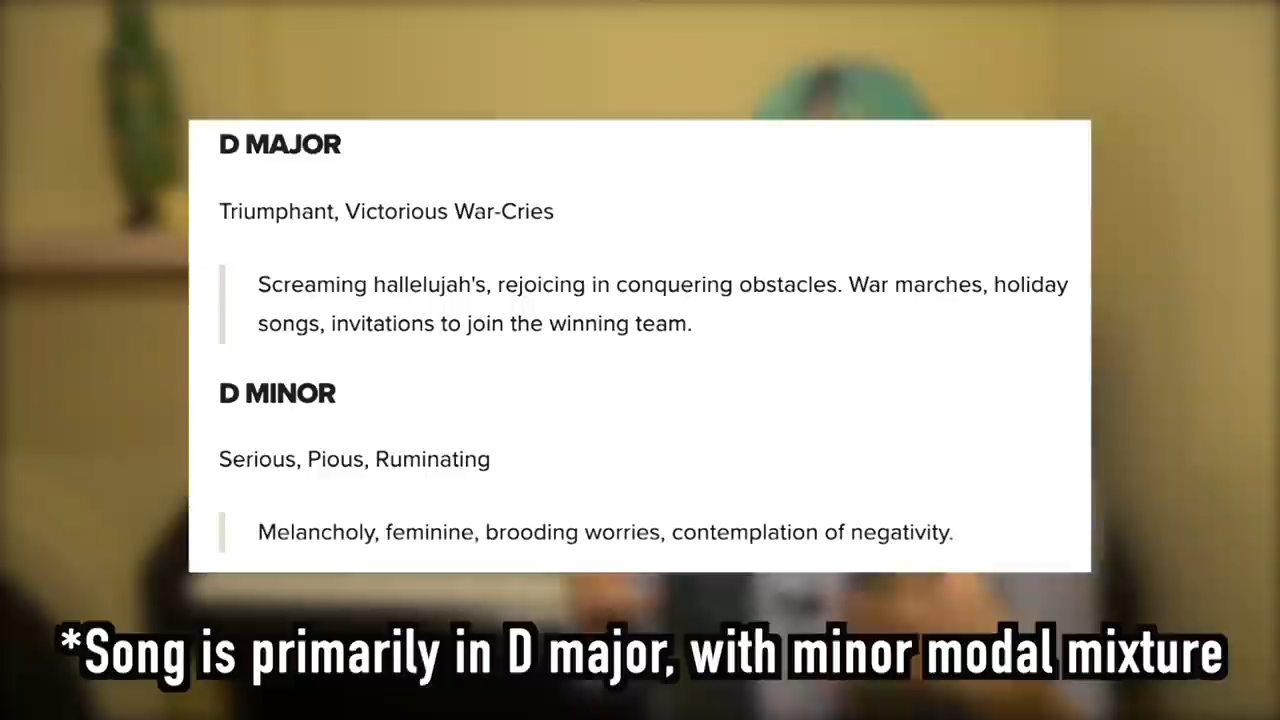 D MAJOR
Triumphant, Victorious War-Cries
Screaming hallelujah's, rejoicing in conquering obstacles. War marches, holiday
songs, invitations to join the winning team.
D MINOR
Serious, Pious, Ruminating
Melancholy, feminine, brooding worries, contemplation of negativity.
*Song is primarily in D major, with minor modal mixture